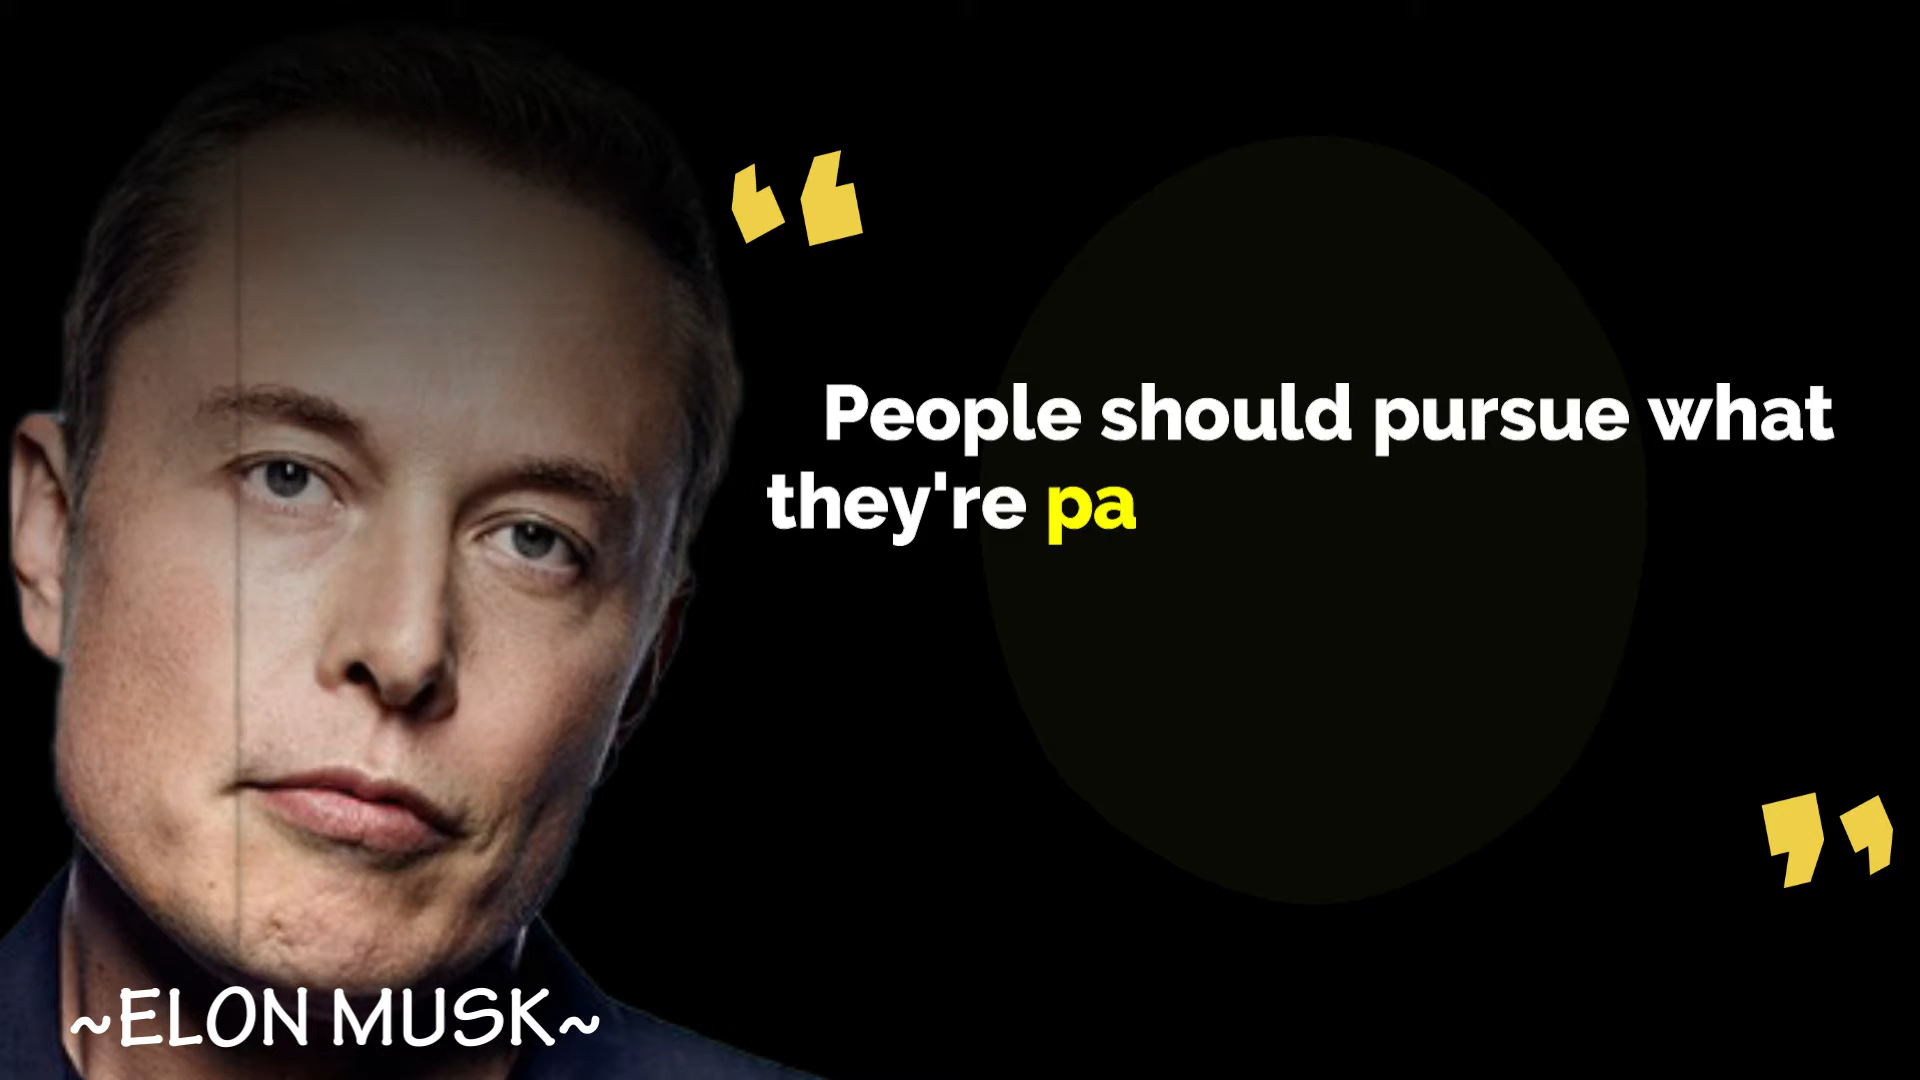 “
People should pursue what
they're pa
”
~ELON MUSK~